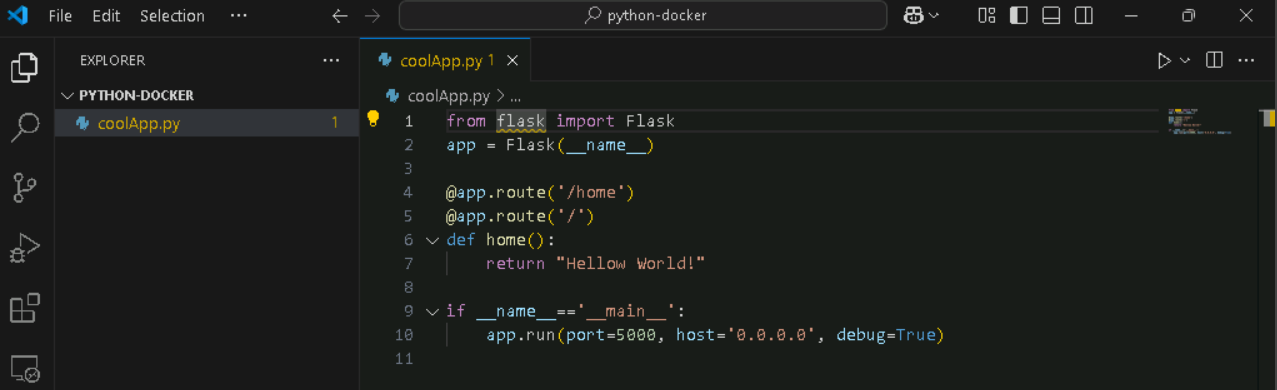 File Edit Selection ··· python-docker
EXPLORER ···
coolApp.py 1
PYTHON-DOCKER
coolApp.py 1
coolApp.py > ...
1 from flask import Flask
2 app = Flask(__name__)
3
4 @app.route('/home')
5 @app.route('/')
6 def home():
7 return "Hellow World!"
8
9 if __name__=='__main__':
10 app.run(port=5000, host='0.0.0.0', debug=True)
11